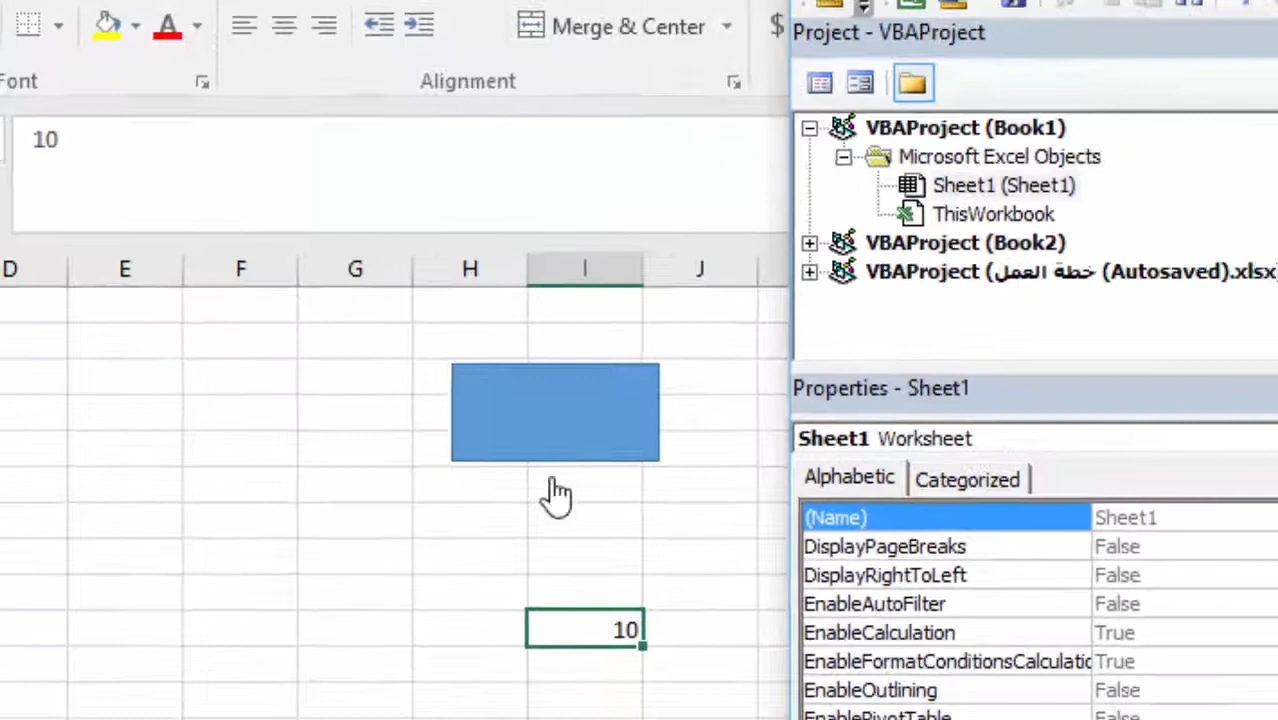 Merge & Center
$
Font
Alignment
10
D E F G H I J
10
Project - VBAProject
VBAProject (Book1)
Microsoft Excel Objects
Sheet1 (Sheet1)
ThisWorkbook
VBAProject (Book2)
VBAProject (خطة العمل (Autosaved).xlsx)
Properties - Sheet1
Sheet1 Worksheet
Alphabetic Categorized
(Name) Sheet1
DisplayPageBreaks False
DisplayRightToLeft False
EnableAutoFilter False
EnableCalculation True
EnableFormatConditionsCalculatic True
EnableOutlining False
EnablePivotTable False